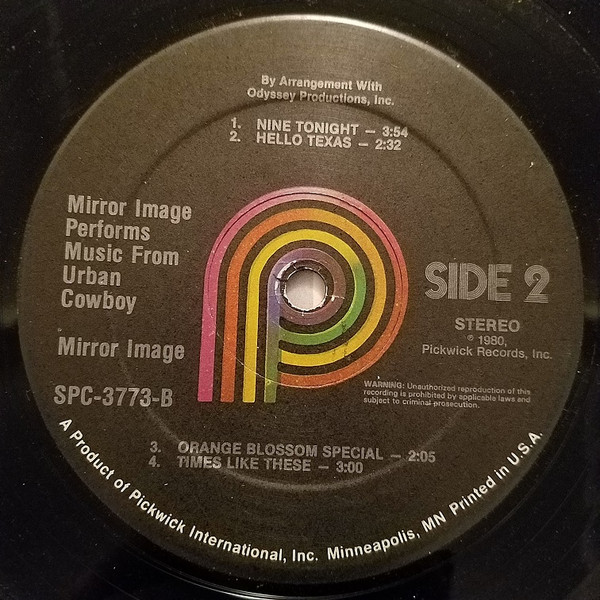 By Arrangement With
Odyssey Productions, Inc.
1. NINE TONIGHT – 3:54
2. HELLO TEXAS – 2:32
Mirror Image
Performs
Music From
Urban
Cowboy
Mirror Image
SPC-3773-B
SIDE 2
STEREO
℗ 1980,
Pickwick Records, Inc.
WARNING: Unauthorized reproduction of this
recording is prohibited by applicable laws and
subject to criminal prosecution.
3. ORANGE BLOSSOM SPECIAL – 2:05
4. TIMES LIKE THESE – 3:00
A Product of Pickwick International, Inc. Minneapolis, MN Printed in U.S.A.